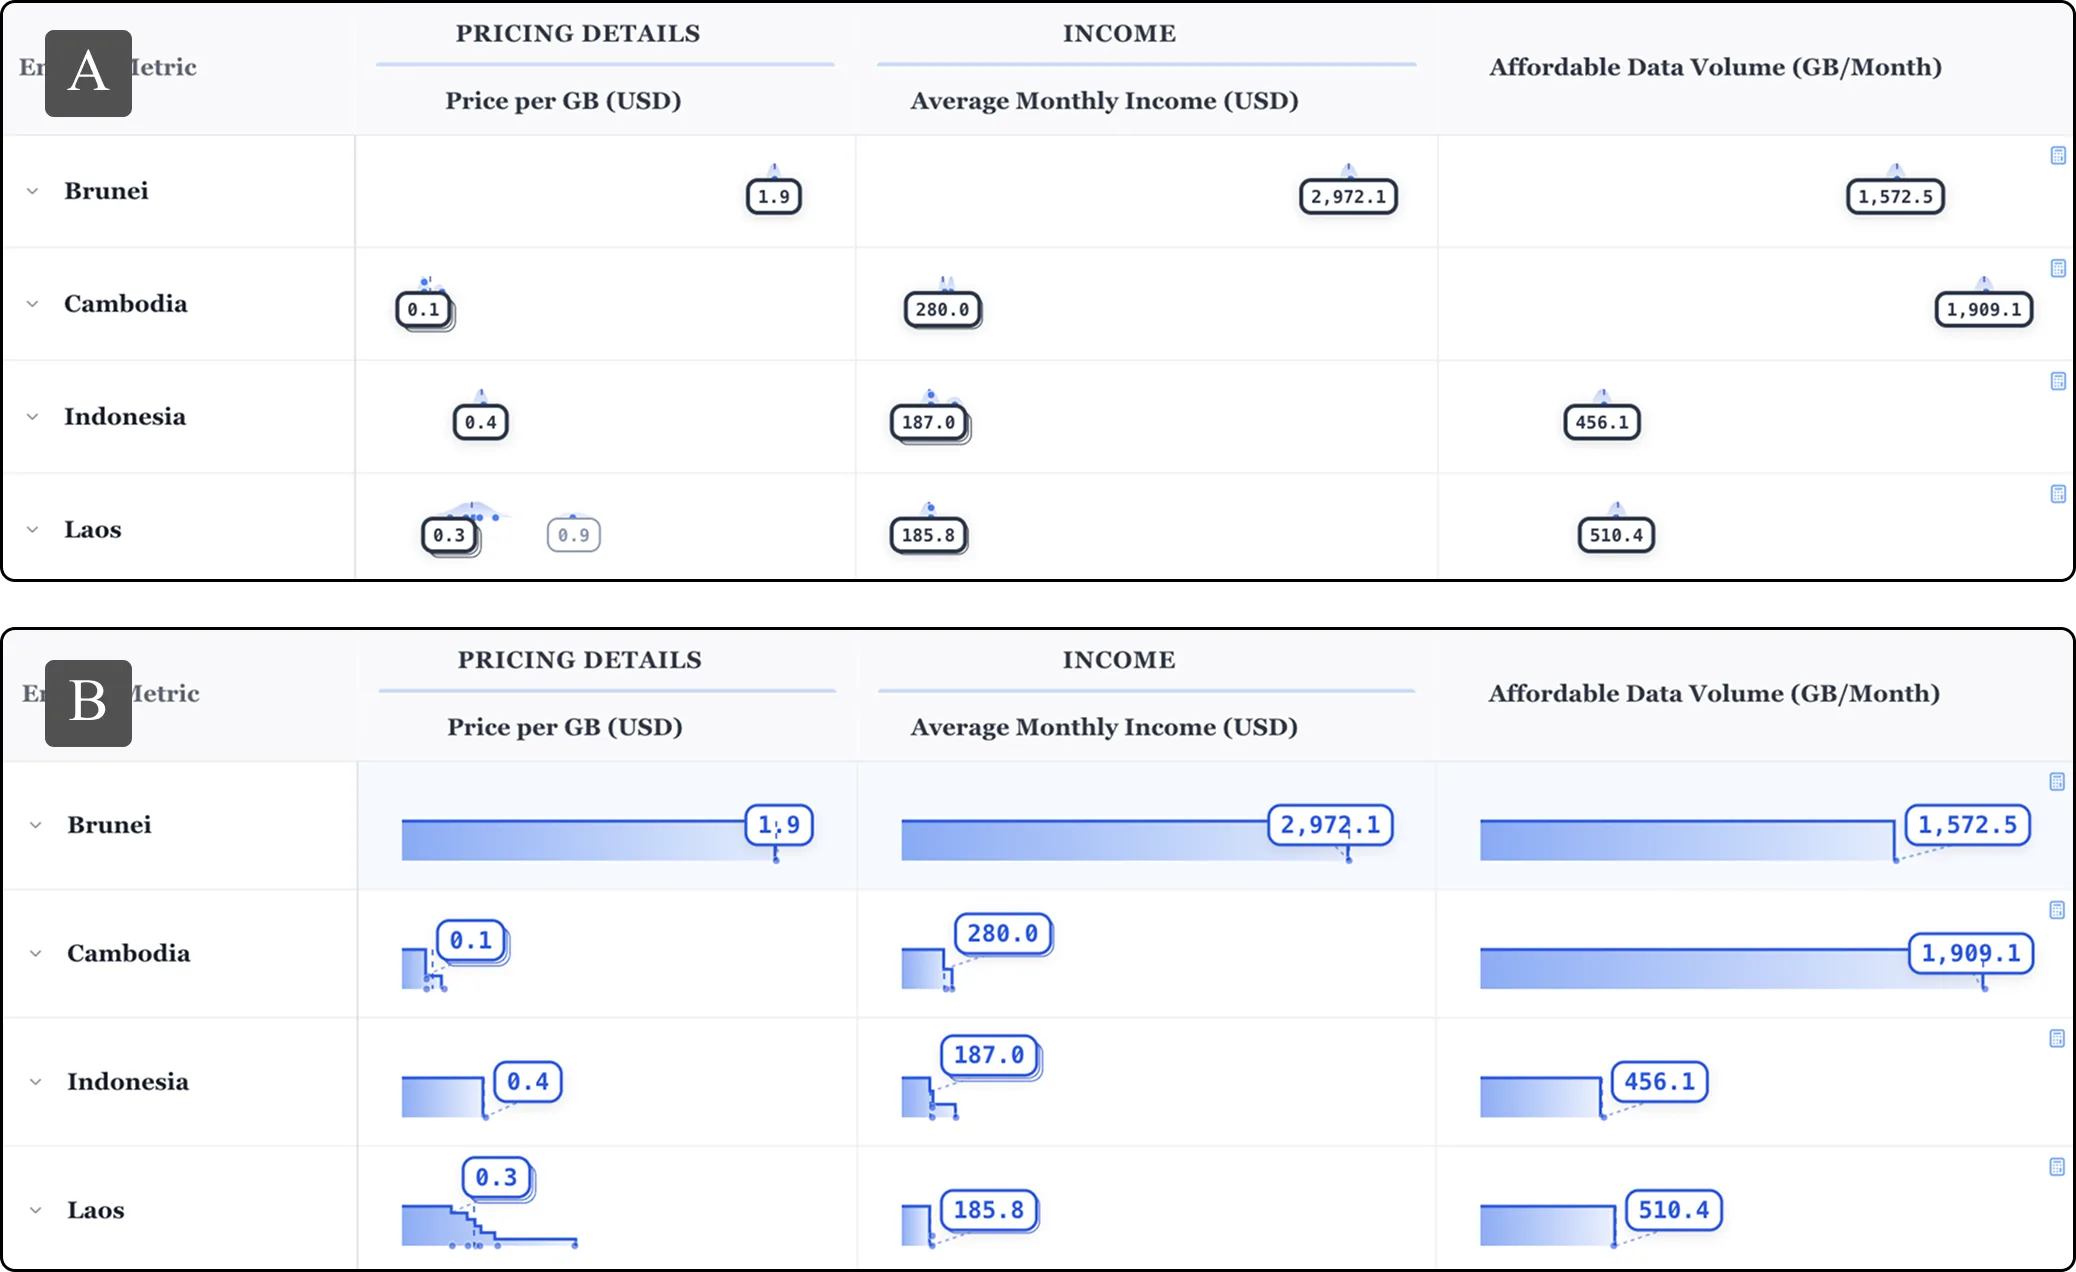 A
PRICING DETAILS
INCOME
Affordable Data Volume (GB/Month)
Price per GB (USD)
Average Monthly Income (USD)
Brunei
1.9
2,972.1
1,572.5
Cambodia
0.1
280.0
1,909.1
Indonesia
0.4
187.0
456.1
Laos
0.3
0.9
185.8
510.4
B
PRICING DETAILS
INCOME
Affordable Data Volume (GB/Month)
Price per GB (USD)
Average Monthly Income (USD)
Brunei
1.9
2,972.1
1,572.5
Cambodia
0.1
280.0
1,909.1
Indonesia
0.4
187.0
456.1
Laos
0.3
185.8
510.4